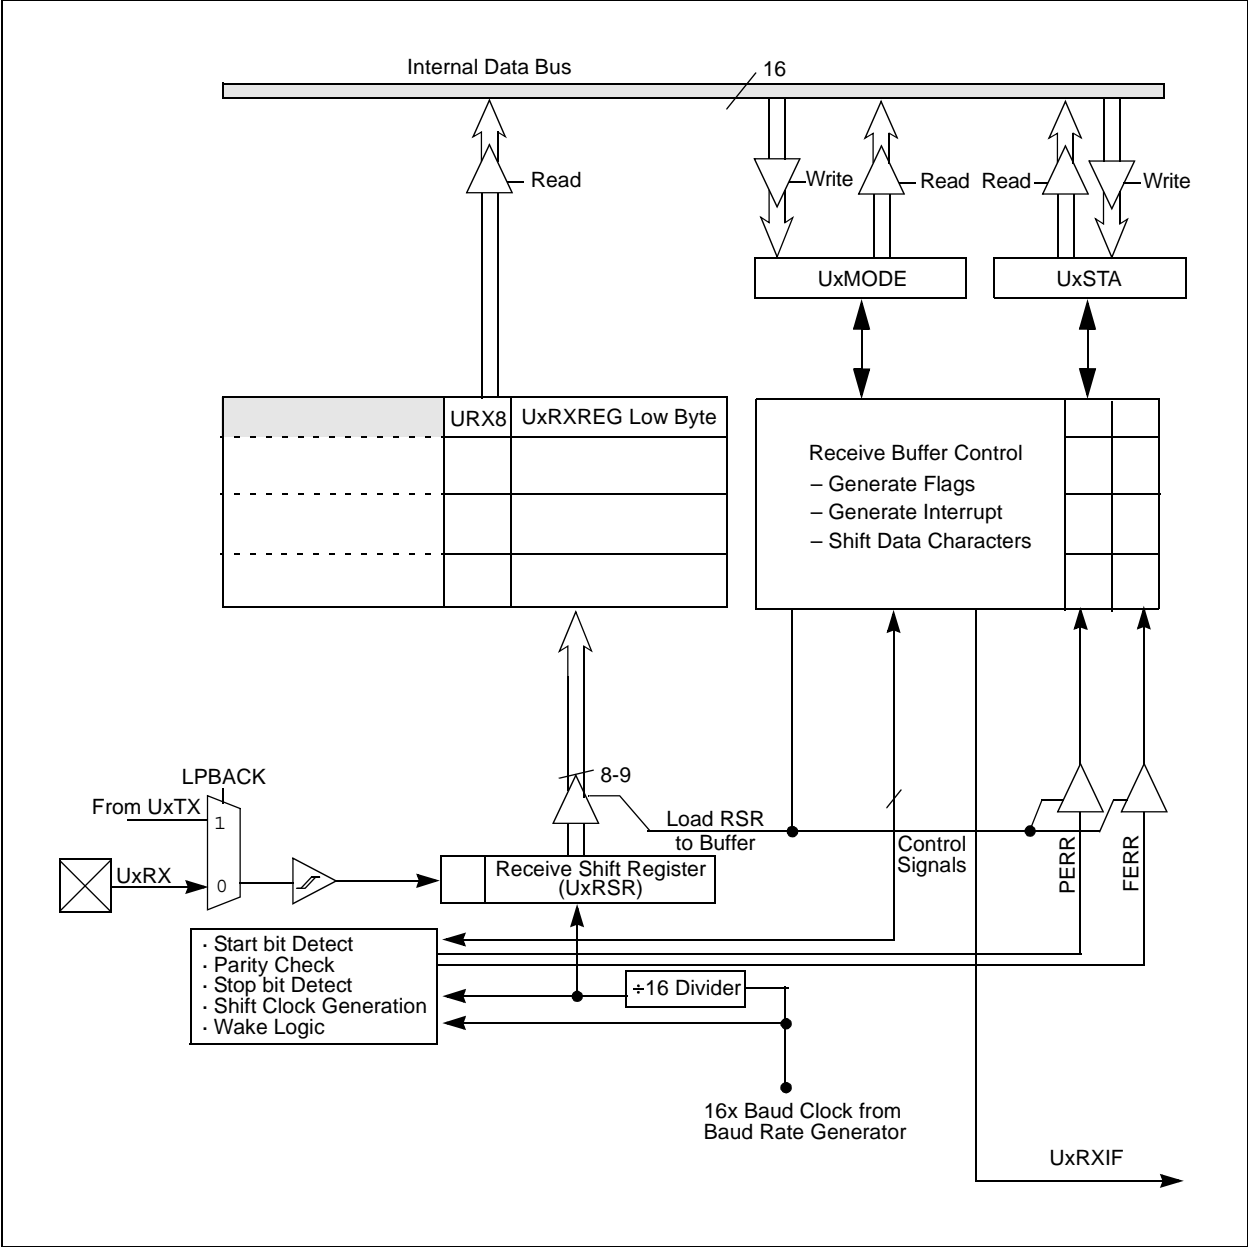 Internal Data Bus
16
Read
Write
Read
Read
Write
UxMODE
UxSTA
URX8
UxRXREG Low Byte
Receive Buffer Control
– Generate Flags
– Generate Interrupt
– Shift Data Characters
LPBACK
From UxTX
1
8-9
Load RSR
to Buffer
Control
Signals
PERR
FERR
UxRX
0
Receive Shift Register
(UxRSR)
· Start bit Detect
· Parity Check
· Stop bit Detect
· Shift Clock Generation
· Wake Logic
÷16 Divider
16x Baud Clock from
Baud Rate Generator
UxRXIF